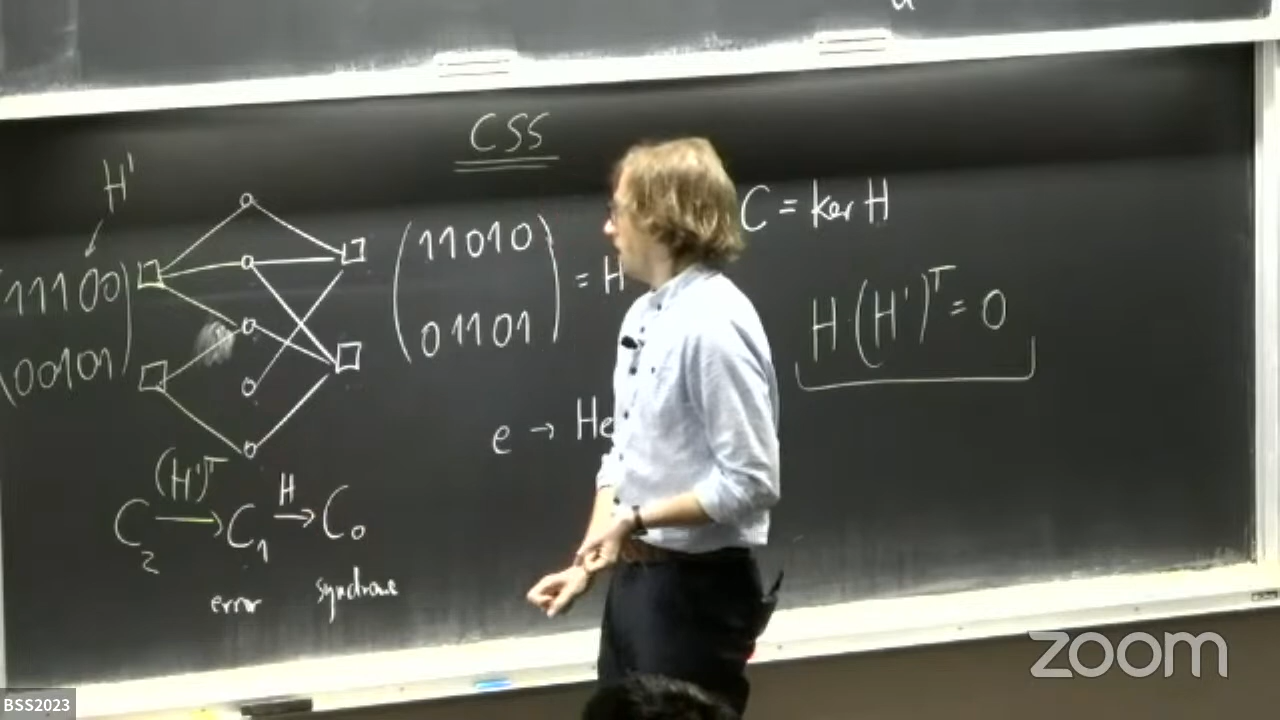 CSS
H'
11100
00101
(11010
01101) = H
C = ker H
H·(H')ᵀ = 0
e → He
C₂ (H')ᵀ→ C₁ H→ C₀
error syndrome
zoom
BSS2023